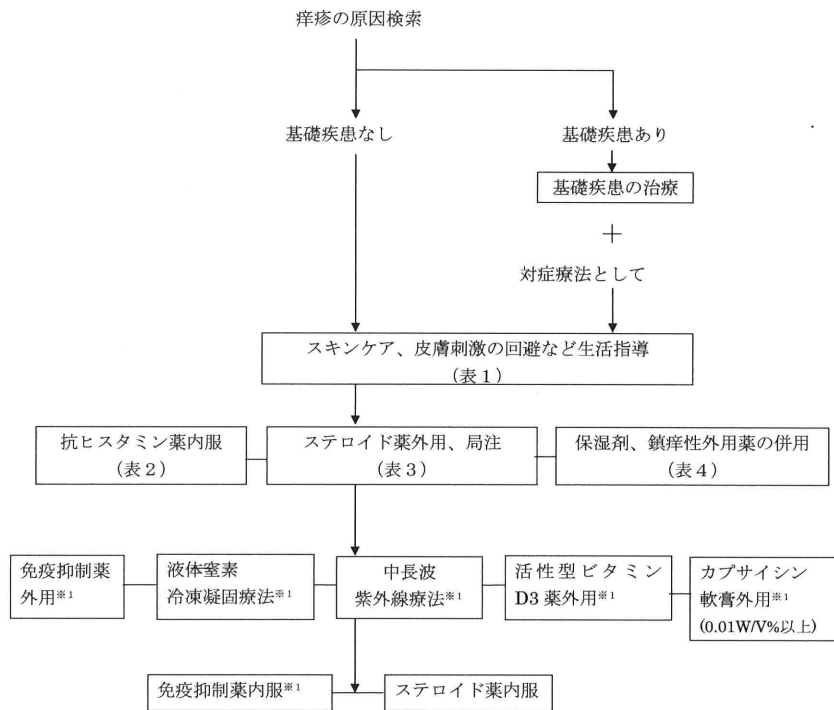 痒疹の原因検索
基礎疾患なし
基礎疾患あり
基礎疾患の治療
＋
対症療法として
スキンケア、皮膚刺激の回避など生活指導
（表１）
抗ヒスタミン薬内服
（表２）
ステロイド薬外用、局注
（表３）
保湿剤、鎮痒性外用薬の併用
（表４）
免疫抑制薬
外用※1
液体窒素
冷凍凝固療法※1
中長波
紫外線療法※1
活性型ビタミン
D3 薬外用※1
カプサイシン
軟膏外用※1
(0.01W/V%以上)
免疫抑制薬内服※1
ステロイド薬内服